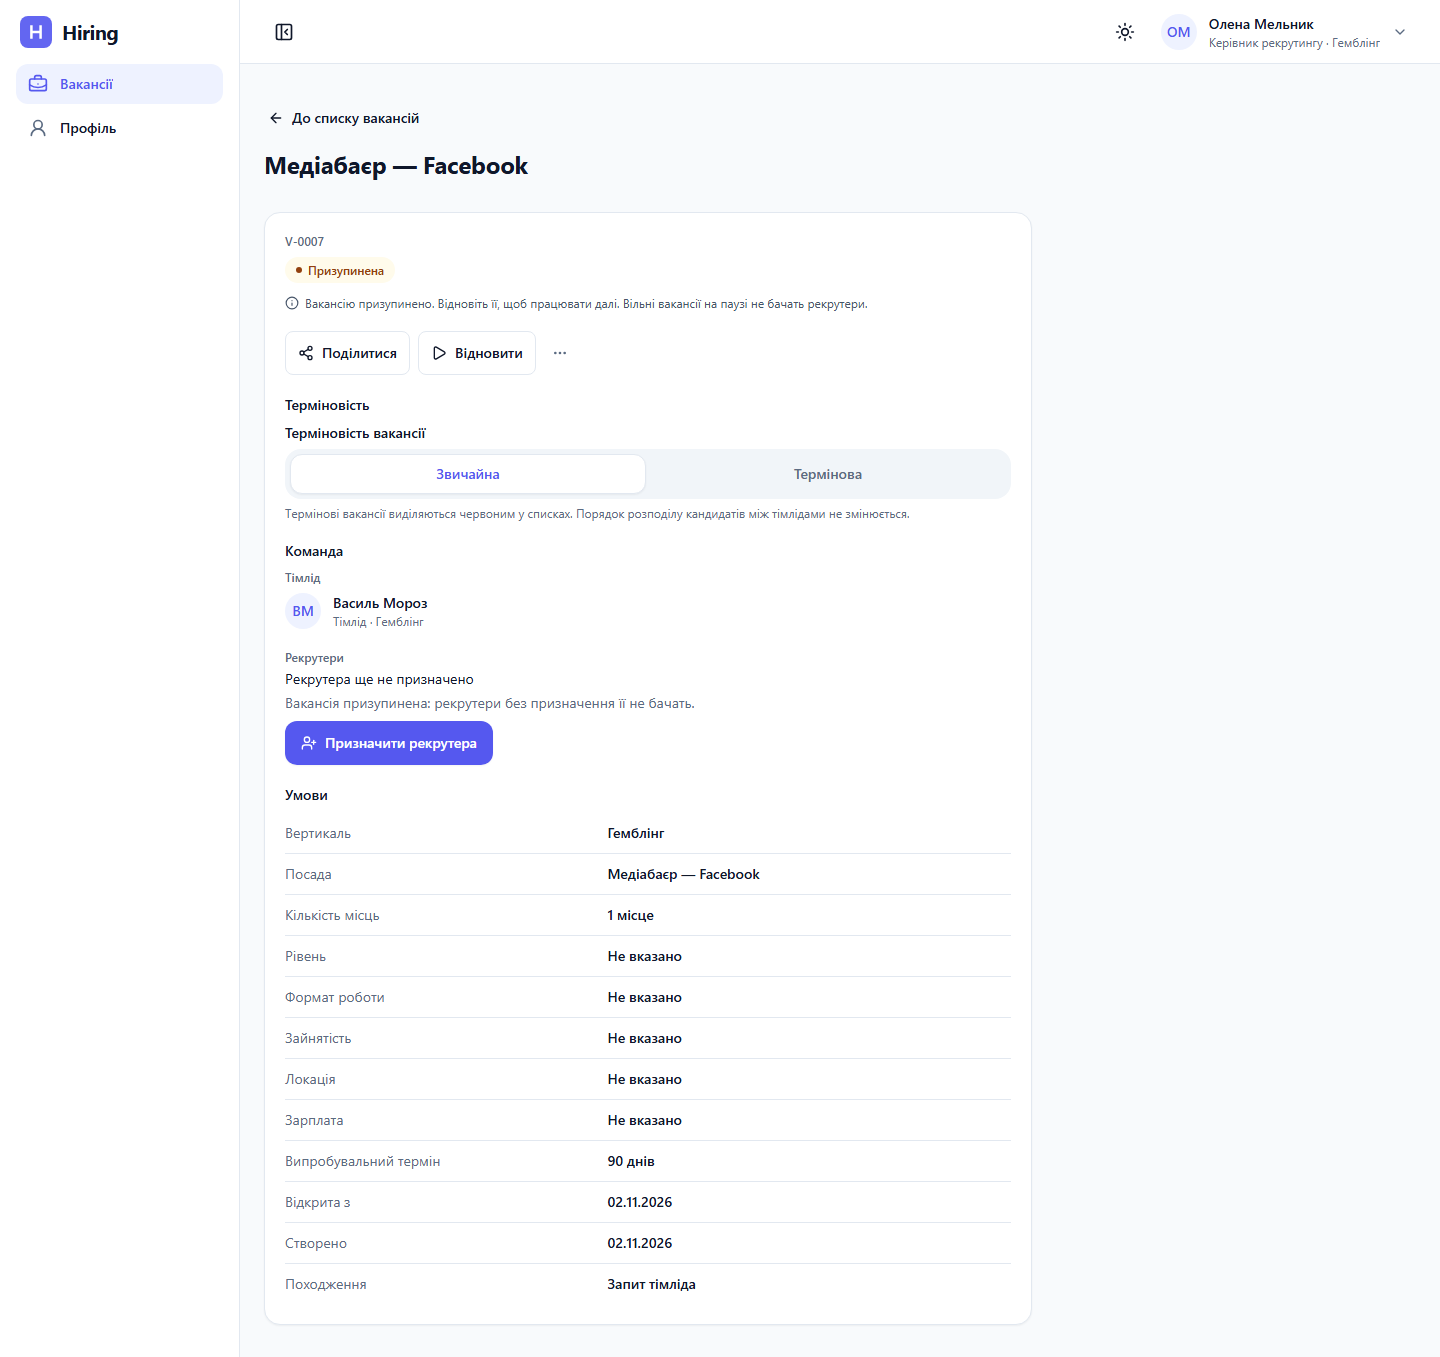 H Hiring
Вакансії
Профіль
ОМ
Олена Мельник
Керівник рекрутингу · Гемблінг
До списку вакансій
Медіабаєр — Facebook
V-0007
Призупинена
Вакансію призупинено. Відновіть її, щоб працювати далі. Вільні вакансії на паузі не бачать рекрутери.
Поділитися
Відновити
Терміновість
Терміновість вакансії
Звичайна
Термінова
Термінові вакансії виділяються червоним у списках. Порядок розподілу кандидатів між тімлідами не змінюється.
Команда
Тімлід
ВМ
Василь Мороз
Тімлід · Гемблінг
Рекрутери
Рекрутера ще не призначено
Вакансія призупинена: рекрутери без призначення її не бачать.
Призначити рекрутера
Умови
Вертикаль Гемблінг
Посада Медіабаєр — Facebook
Кількість місць 1 місце
Рівень Не вказано
Формат роботи Не вказано
Зайнятість Не вказано
Локація Не вказано
Зарплата Не вказано
Випробувальний термін 90 днів
Відкрита з 02.11.2026
Створено 02.11.2026
Походження Запит тімліда